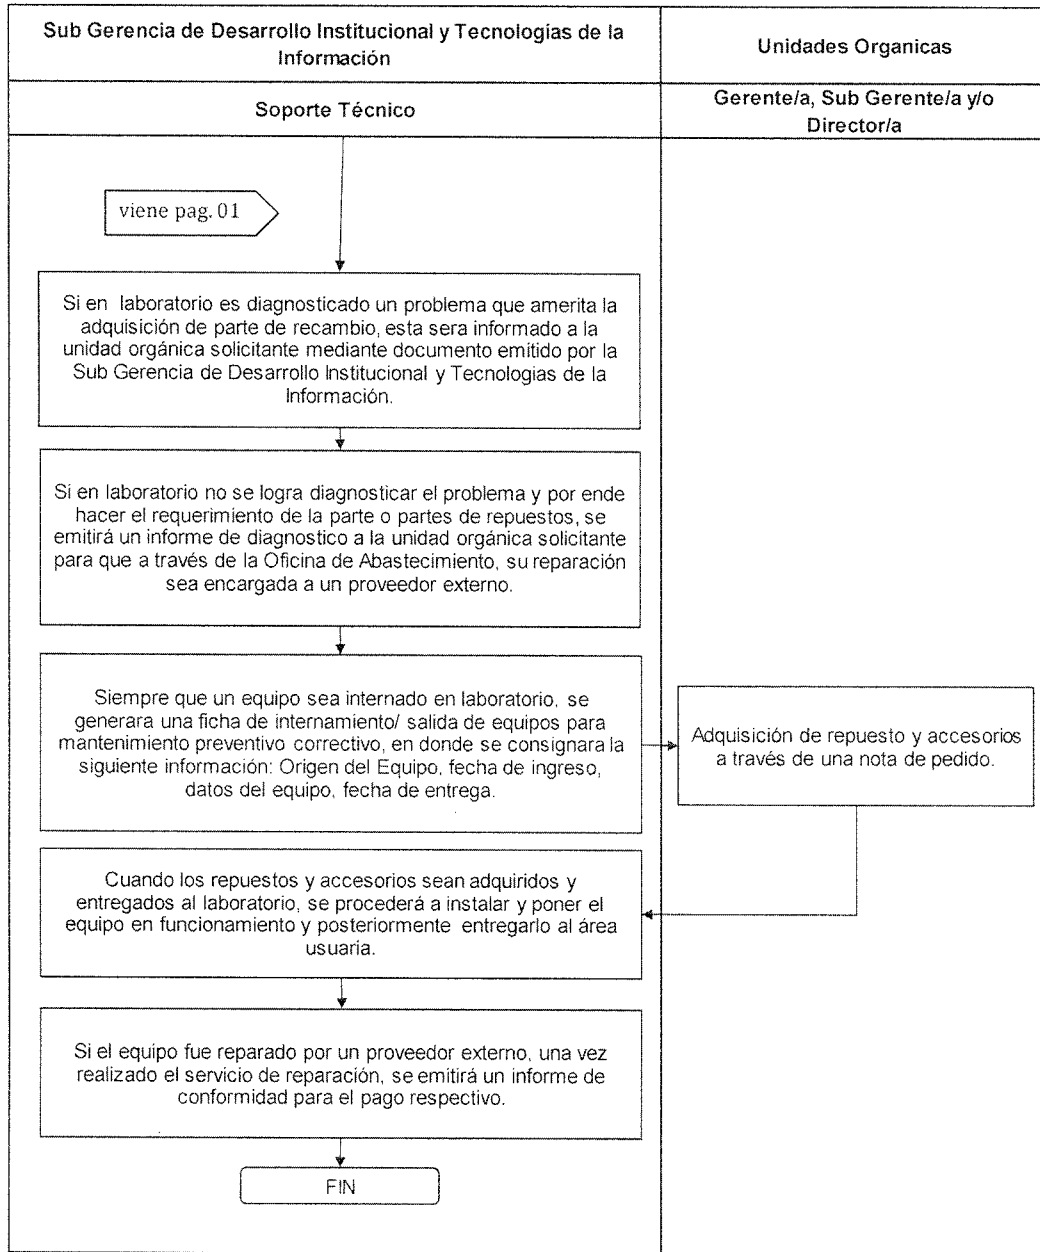 Sub Gerencia de Desarrollo Institucional y Tecnologías de la
Información
Unidades Organicas
Soporte Técnico
Gerente/a, Sub Gerente/a y/o
Director/a
viene pag. 01
Si en laboratorio es diagnosticado un problema que amerita la
adquisición de parte de recambio, esta sera informado a la
unidad orgánica solicitante mediante documento emitido por la
Sub Gerencia de Desarrollo Institucional y Tecnologias de la
Información.
Si en laboratorio no se logra diagnosticar el problema y por ende
hacer el requerimiento de la parte o partes de repuestos, se
emitirá un informe de diagnostico a la unidad orgánica solicitante
para que a través de la Oficina de Abastecimiento, su reparación
sea encargada a un proveedor externo.
Siempre que un equipo sea internado en laboratorio, se
generara una ficha de internamiento/ salida de equipos para
mantenimiento preventivo correctivo, en donde se consignara la
siguiente información: Origen del Equipo, fecha de ingreso,
datos del equipo, fecha de entrega.
Adquisición de repuesto y accesorios
a través de una nota de pedido.
Cuando los repuestos y accesorios sean adquiridos y
entregados al laboratorio, se procederá a instalar y poner el
equipo en funcionamiento y posteriormente entregarlo al área
usuaria.
Si el equipo fue reparado por un proveedor externo, una vez
realizado el servicio de reparación, se emitirá un informe de
conformidad para el pago respectivo.
FIN